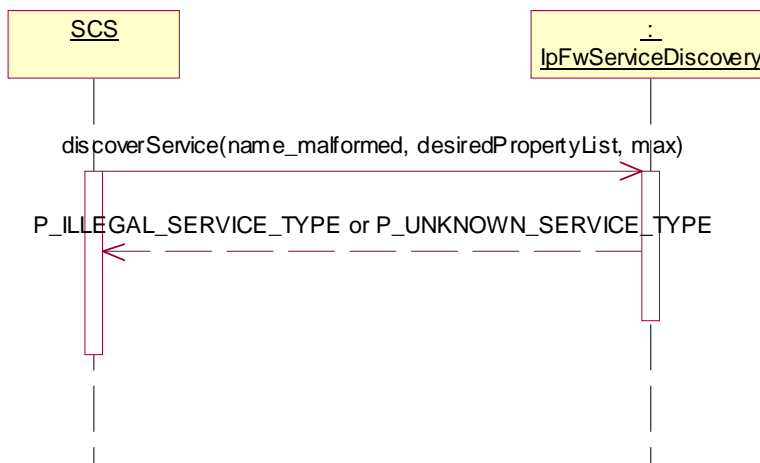 SCS
:
IpFwServiceDiscovery
discoverService(name_malformed, desiredPropertyList, max)
P_ILLEGAL_SERVICE_TYPE or P_UNKNOWN_SERVICE_TYPE